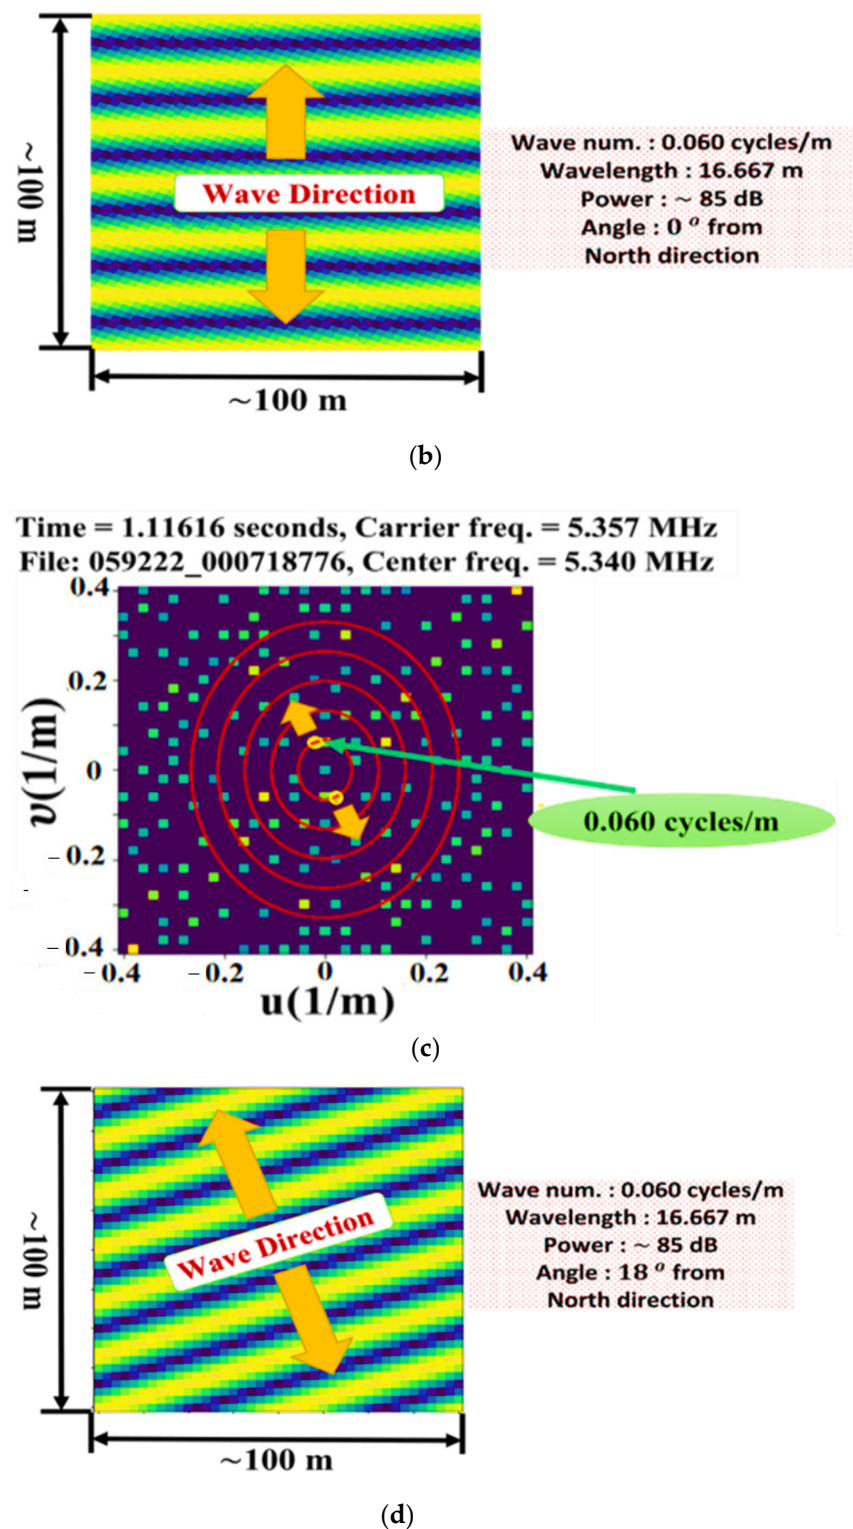 ~100 m
Wave Direction
Wave num. : 0.060 cycles/m
Wavelength : 16.667 m
Power : ~ 85 dB
Angle : 0 ° from
North direction
~100 m
(b)
Time = 1.11616 seconds, Carrier freq. = 5.357 MHz
File: 059222_000718776, Center freq. = 5.340 MHz
0.4
0.2
0
−0.2
-
−0.4
υ(1/m)
0.060 cycles/m
−0.4 −0.2 0 0.2 0.4
u(1/m)
(c)
~100 m
Wave Direction
Wave num. : 0.060 cycles/m
Wavelength : 16.667 m
Power : ~ 85 dB
Angle : 18 ° from
North direction
~100 m
(d)